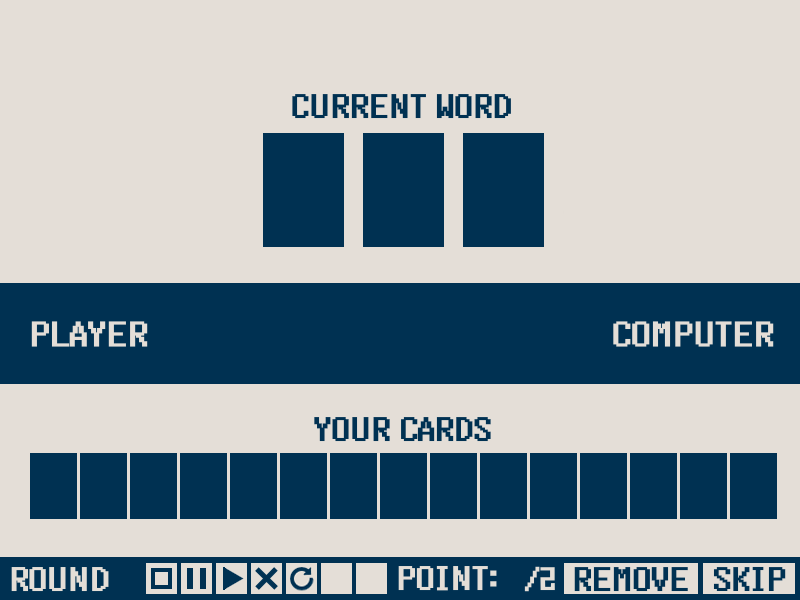 CURRENT WORD
PLAYER
COMPUTER
YOUR CARDS
ROUND POINT: /2 REMOVE SKIP